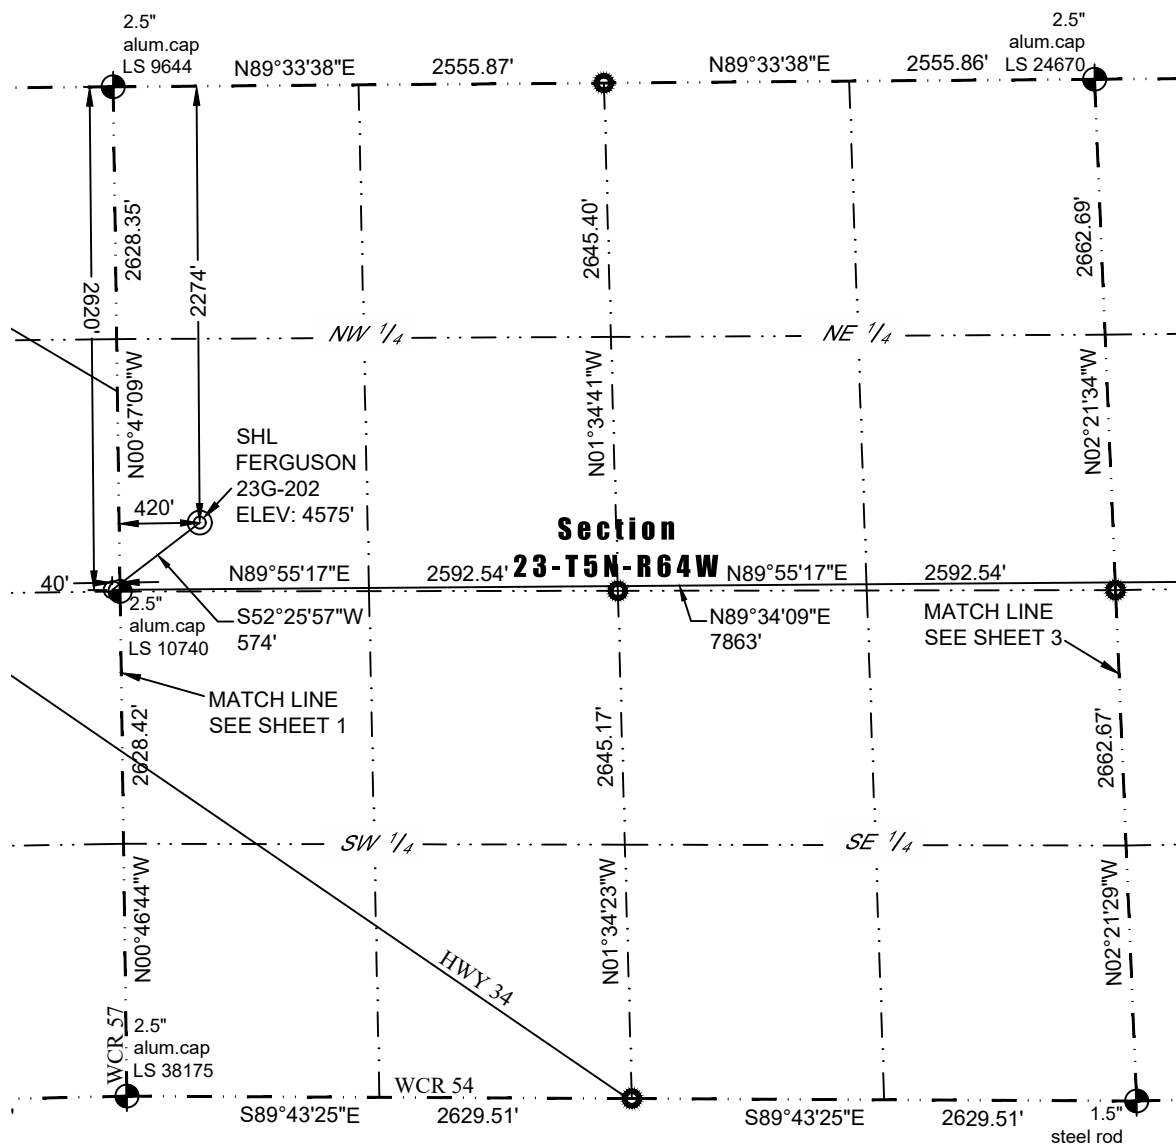 2.5"
alum.cap
LS 9644
N89°33'38"E
2555.87'
N89°33'38"E
2555.86'
2.5"
alum.cap
LS 24670
2628.35'
2620'
2274'
2645.40'
2662.69'
NW 1/4
NE 1/4
N00°47'09"W
N01°34'41"W
N02°21'34"W
SHL
FERGUSON
23G-202
ELEV: 4575'
420'
Section
23-T5N-R64W
40'
N89°55'17"E
2592.54'
N89°55'17"E
2592.54'
2.5"
alum.cap
LS 10740
S52°25'57"W
574'
N89°34'09"E
7863'
MATCH LINE
SEE SHEET 3
MATCH LINE
SEE SHEET 1
2628.42'
2645.17'
2662.67'
SW 1/4
SE 1/4
N00°46'44"W
N01°34'23"W
N02°21'29"W
HWY 34
WCR 57
2.5"
alum.cap
LS 38175
WCR 54
'
S89°43'25"E
2629.51'
S89°43'25"E
2629.51'
1.5"
steel rod